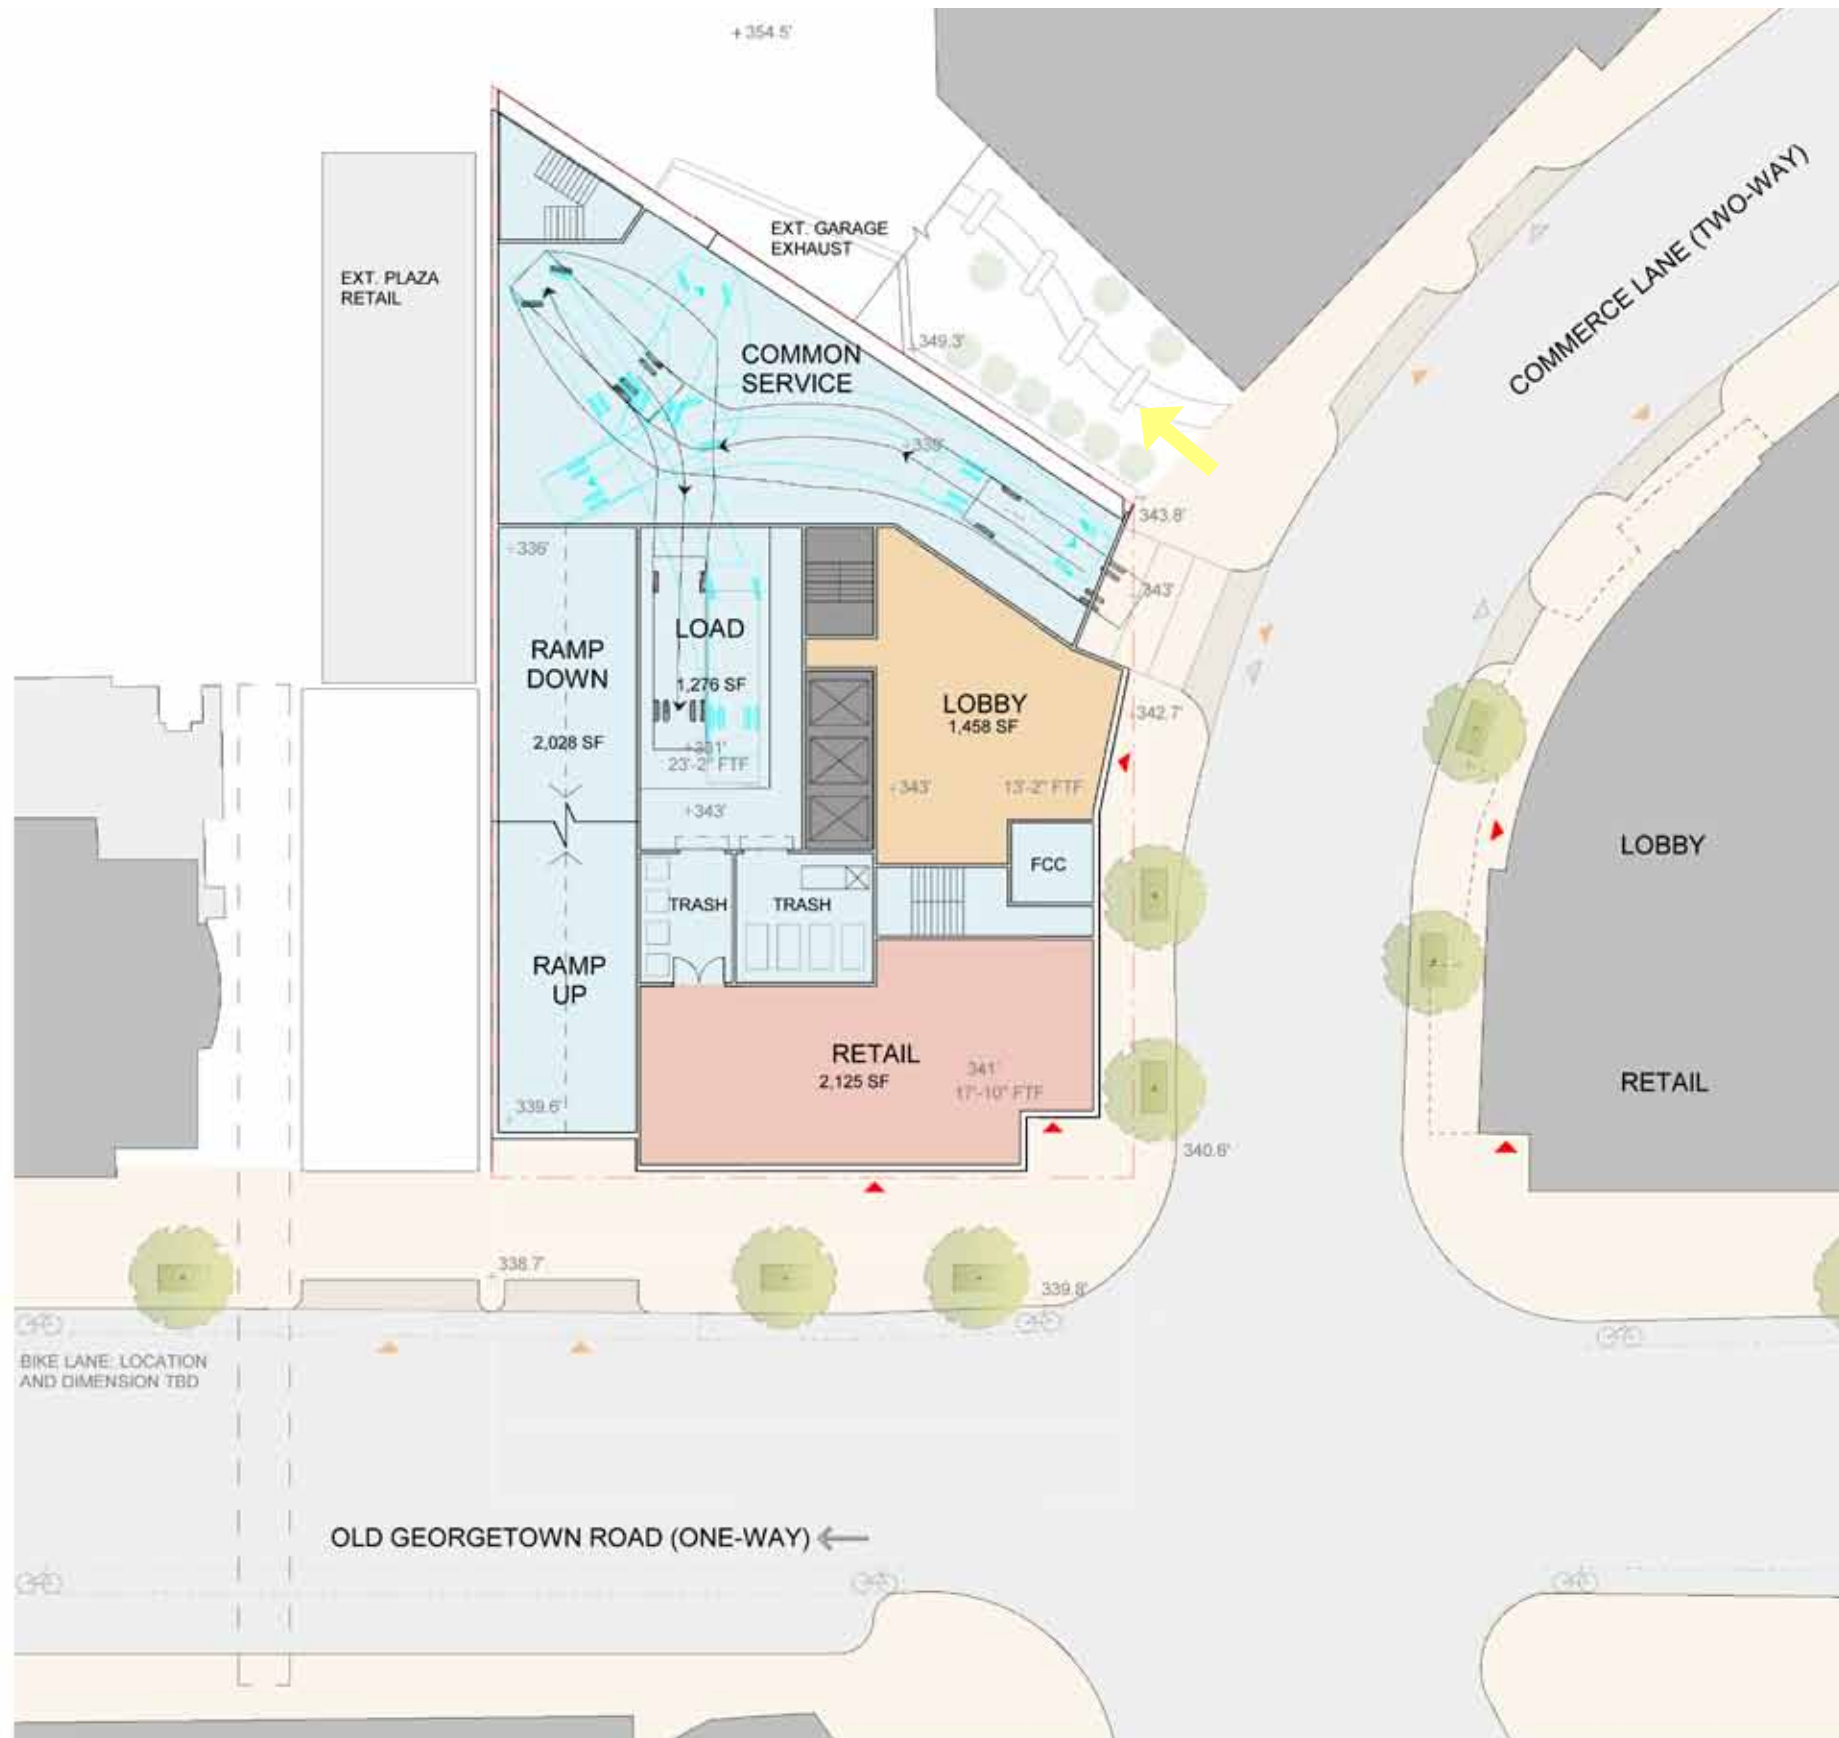 +354.5'
EXT. GARAGE
EXHAUST
EXT. PLAZA
RETAIL
COMMERCE LANE (TWO-WAY)
349.3'
COMMON
SERVICE
+339'
343.8'
+336'
343'
LOAD
1,276 SF
RAMP
DOWN
2,028 SF
LOBBY
1,458 SF
342.7'
+331'
23'-2" FTF
+343'
13'-2" FTF
+343'
LOBBY
FCC
TRASH
TRASH
RAMP
UP
RETAIL
2,125 SF
341'
17'-10" FTF
RETAIL
339.6'
340.6'
338.7'
339.8'
BIKE LANE: LOCATION
AND DIMENSION TBD
OLD GEORGETOWN ROAD (ONE-WAY)